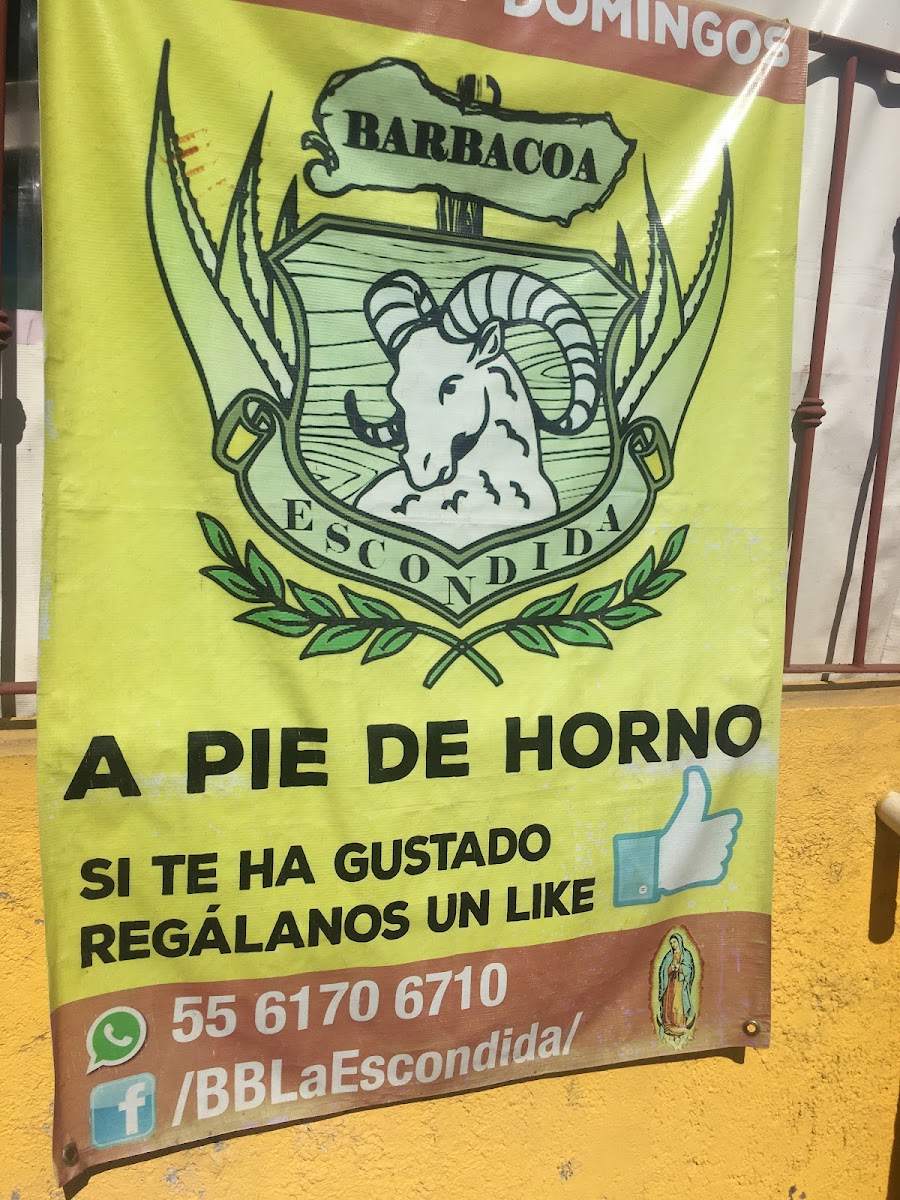 DOMINGOS
BARBACOA
ESCONDIDA
A PIE DE HORNO
SI TE HA GUSTADO
REGÁLANOS UN LIKE
55 6170 6710
/BBLaEscondida/